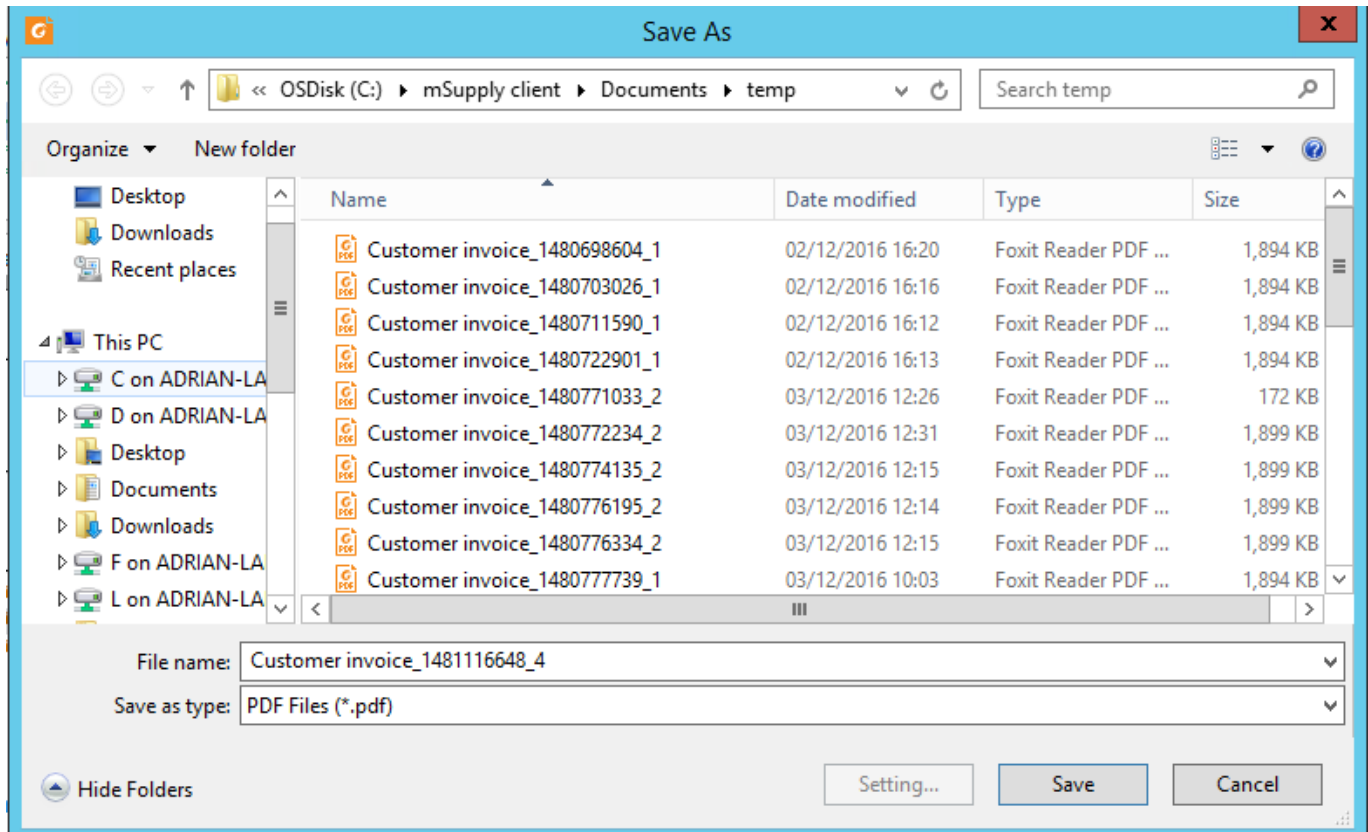 Save As
« OSDisk (C:) mSupply client Documents temp
Search temp
Organize New folder
Desktop
Downloads
Recent places
This PC
C on ADRIAN-LA
D on ADRIAN-LA
Desktop
Documents
Downloads
F on ADRIAN-LA
L on ADRIAN-LA
Name Date modified Type Size
Customer invoice_1480698604_1 02/12/2016 16:20 Foxit Reader PDF ... 1,894 KB
Customer invoice_1480703026_1 02/12/2016 16:16 Foxit Reader PDF ... 1,894 KB
Customer invoice_1480711590_1 02/12/2016 16:12 Foxit Reader PDF ... 1,894 KB
Customer invoice_1480722901_1 02/12/2016 16:13 Foxit Reader PDF ... 1,894 KB
Customer invoice_1480771033_2 03/12/2016 12:26 Foxit Reader PDF ... 172 KB
Customer invoice_1480772234_2 03/12/2016 12:31 Foxit Reader PDF ... 1,899 KB
Customer invoice_1480774135_2 03/12/2016 12:15 Foxit Reader PDF ... 1,899 KB
Customer invoice_1480776195_2 03/12/2016 12:14 Foxit Reader PDF ... 1,899 KB
Customer invoice_1480776334_2 03/12/2016 12:15 Foxit Reader PDF ... 1,899 KB
Customer invoice_1480777739_1 03/12/2016 10:03 Foxit Reader PDF ... 1,894 KB
File name: Customer invoice_1481116648_4
Save as type: PDF Files (*.pdf)
Hide Folders
Setting... Save Cancel